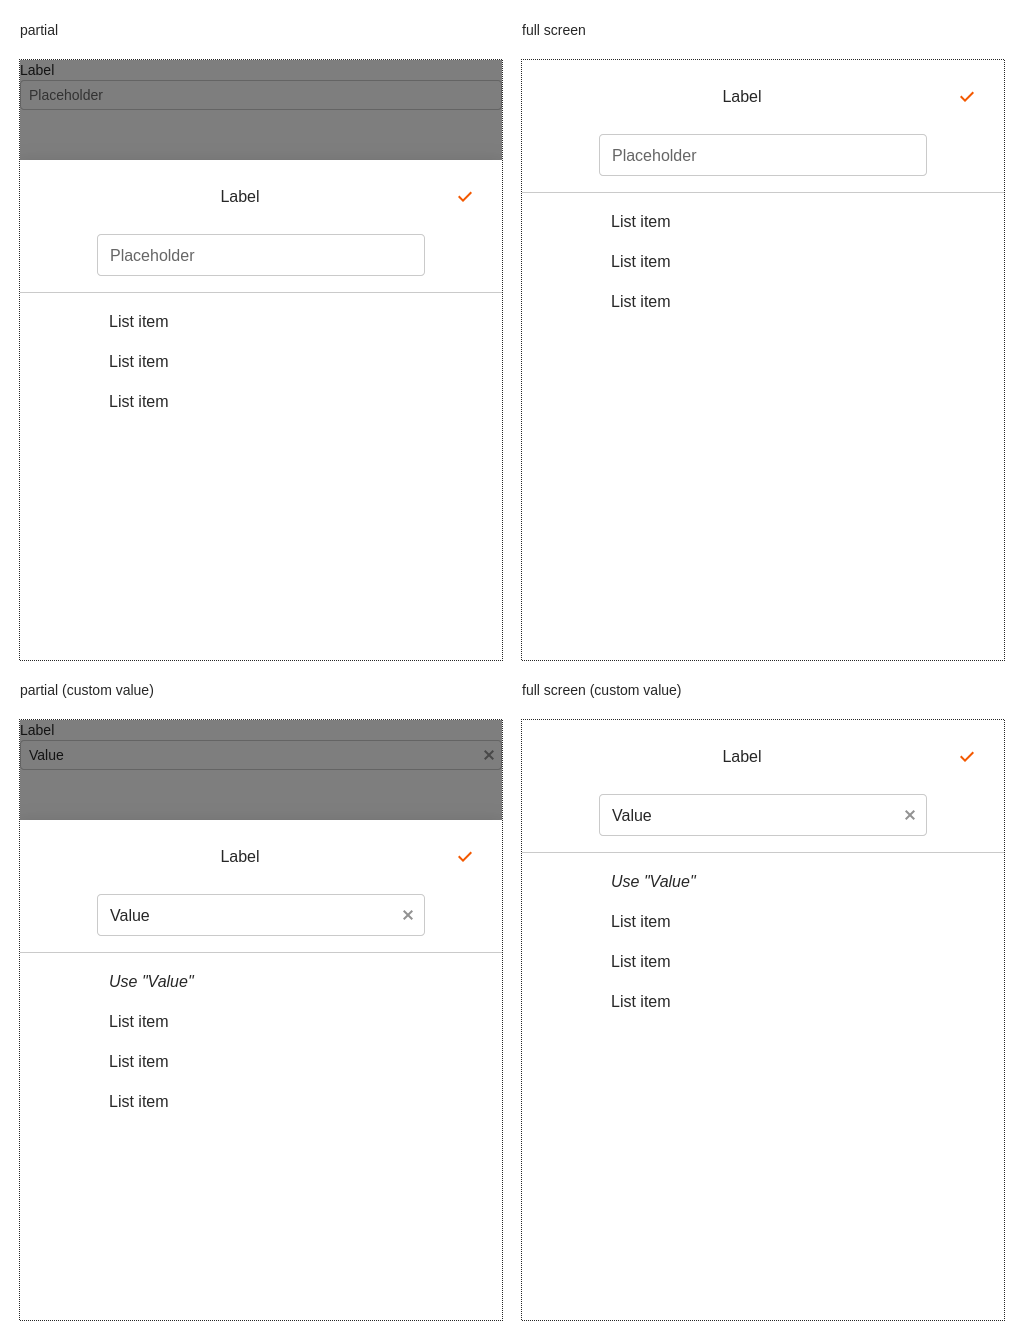 partial
Label
Placeholder
Label
Placeholder
List item
List item
List item
full screen
Label
Placeholder
List item
List item
List item
partial (custom value)
Label
Value
Label
Value
Use "Value"
List item
List item
List item
full screen (custom value)
Label
Value
Use "Value"
List item
List item
List item